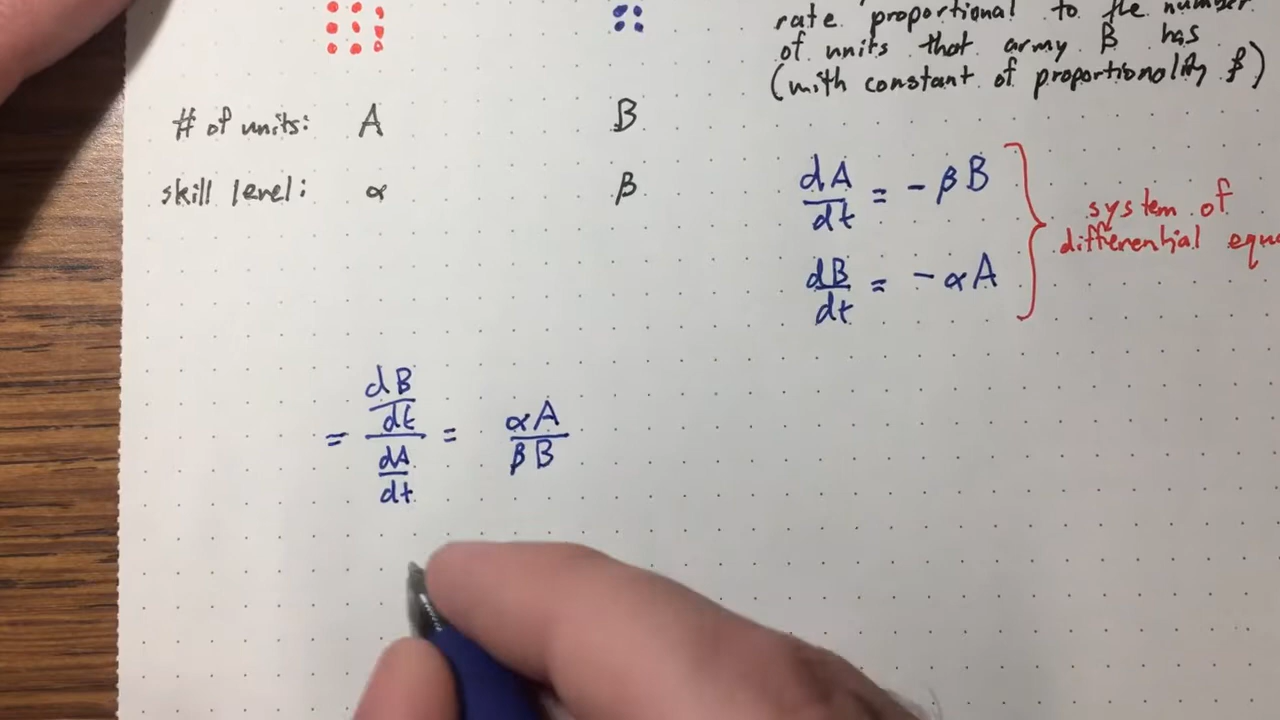 rate proportional to the number
of units that army B has
(with constant of proportionality β)
# of units: A B
skill level: α β
dA/dt = - βB
dB/dt = - αA
system of
differential equ
= (dB/dt)/(dA/dt) = αA/βB